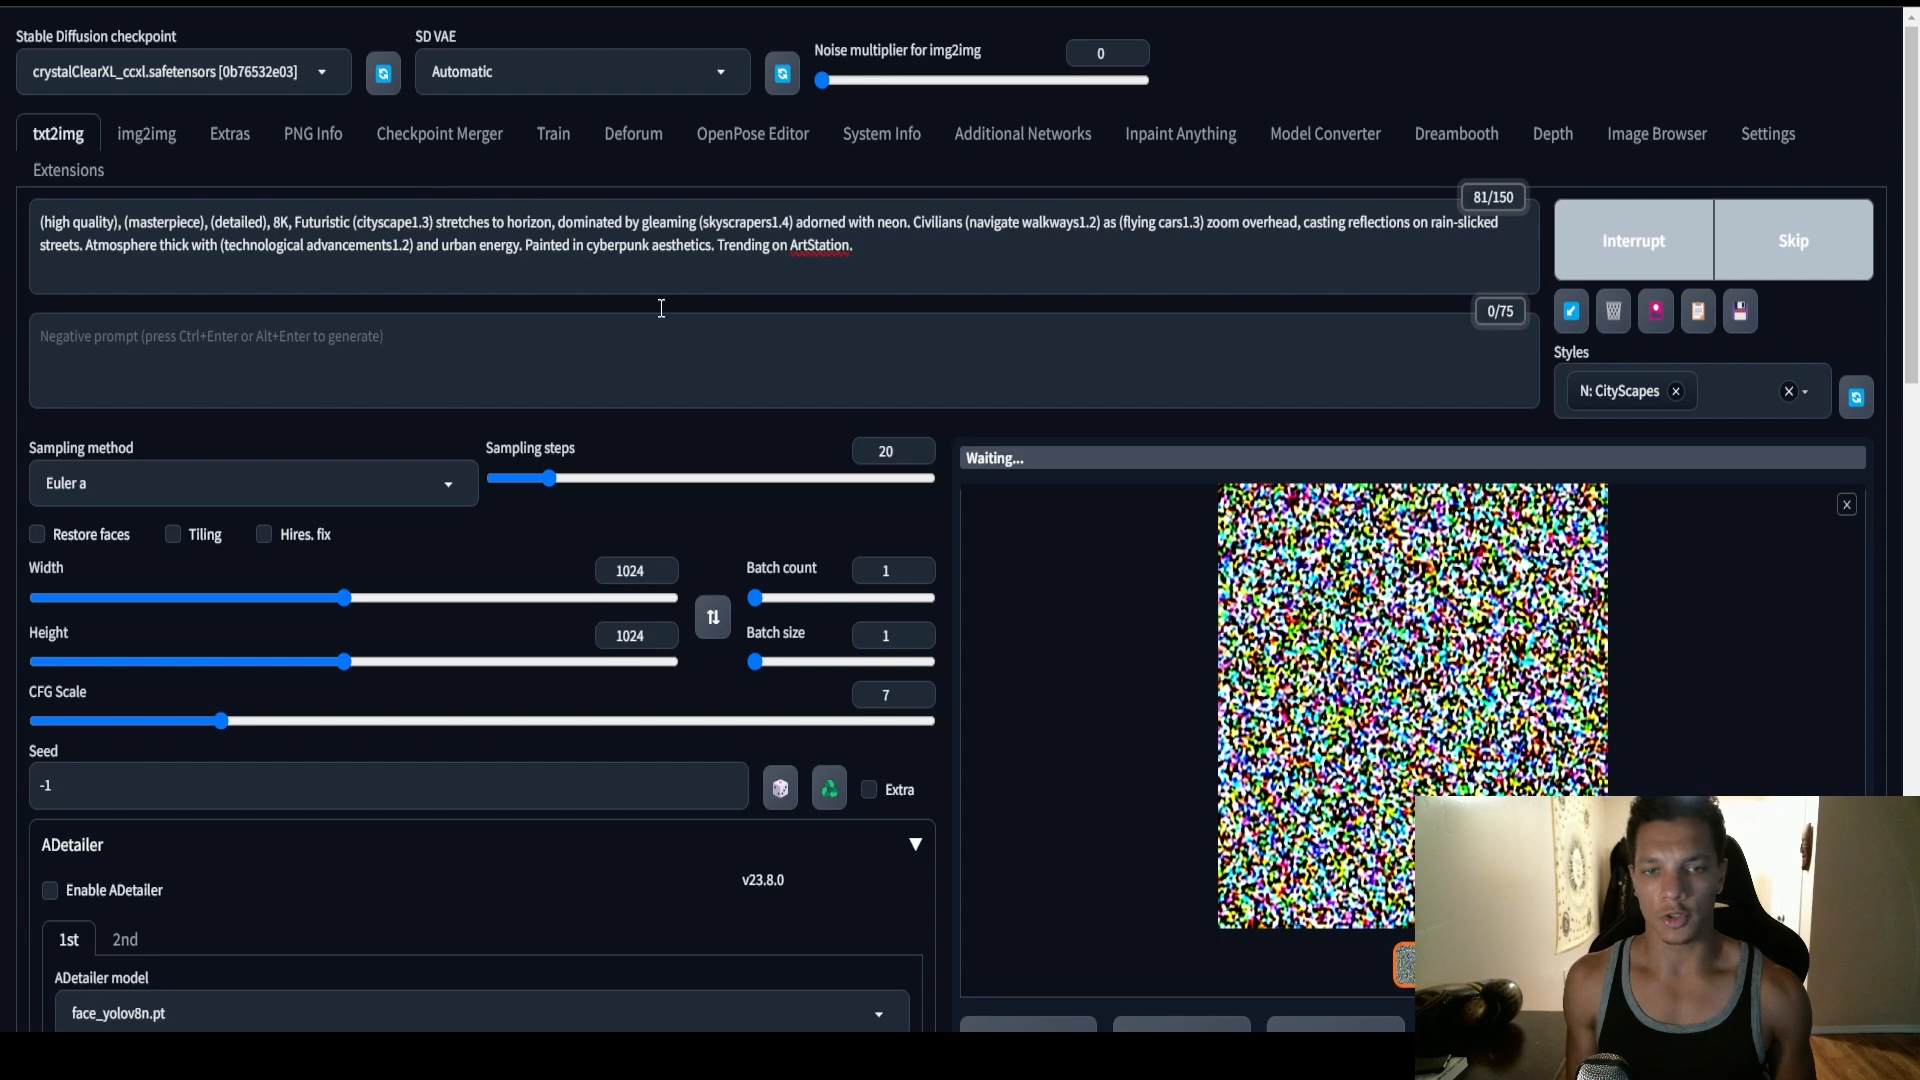 Stable Diffusion checkpoint
SD VAE
Noise multiplier for img2img
0
crystalClearXL_ccxl.safetensors [0b76532e03]
Automatic
txt2img
img2img
Extras
PNG Info
Checkpoint Merger
Train
Deforum
OpenPose Editor
System Info
Additional Networks
Inpaint Anything
Model Converter
Dreambooth
Depth
Image Browser
Settings
Extensions
81/150
(high quality), (masterpiece), (detailed), 8K, Futuristic (cityscape1.3) stretches to horizon, dominated by gleaming (skyscrapers1.4) adorned with neon. Civilians (navigate walkways1.2) as (flying cars1.3) zoom overhead, casting reflections on rain-slicked
streets. Atmosphere thick with (technological advancements1.2) and urban energy. Painted in cyberpunk aesthetics. Trending on ArtStation.
Interrupt
Skip
0/75
Negative prompt (press Ctrl+Enter or Alt+Enter to generate)
Styles
N: CityScapes
Sampling method
Sampling steps
20
Euler a
Waiting...
X
Restore faces
Tiling
Hires. fix
Width
1024
Batch count
1
Height
1024
Batch size
1
CFG Scale
7
Seed
-1
Extra
ADetailer
Enable ADetailer
v23.8.0
1st
2nd
ADetailer model
face_yolov8n.pt